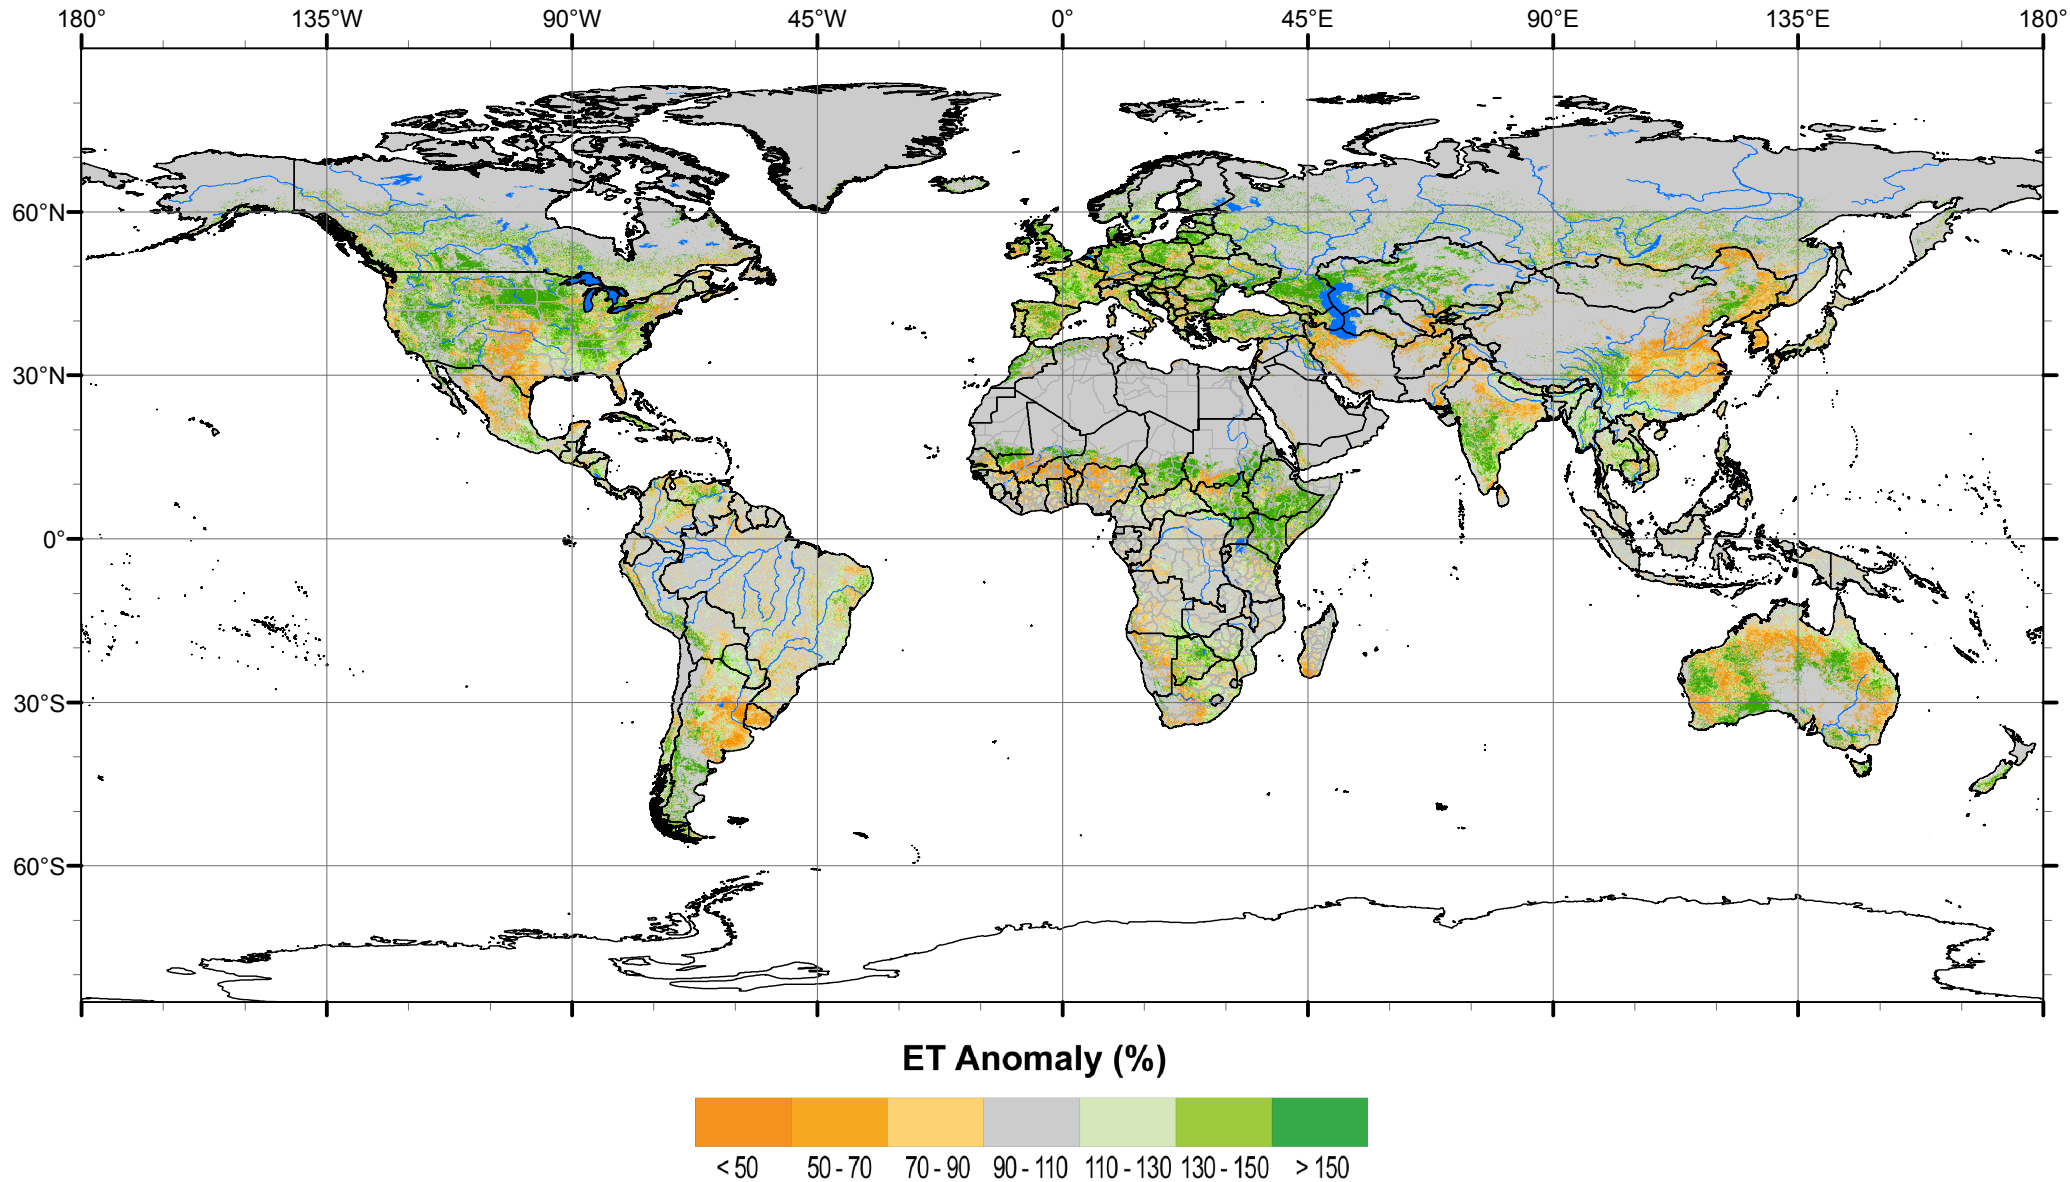 180° 135°W 90°W 45°W 0° 45°E 90°E 135°E 180°
60°N
30°N
0°
30°S
60°S
ET Anomaly (%)
< 50 50 - 70 70 - 90 90 - 110 110 - 130 130 - 150 > 150